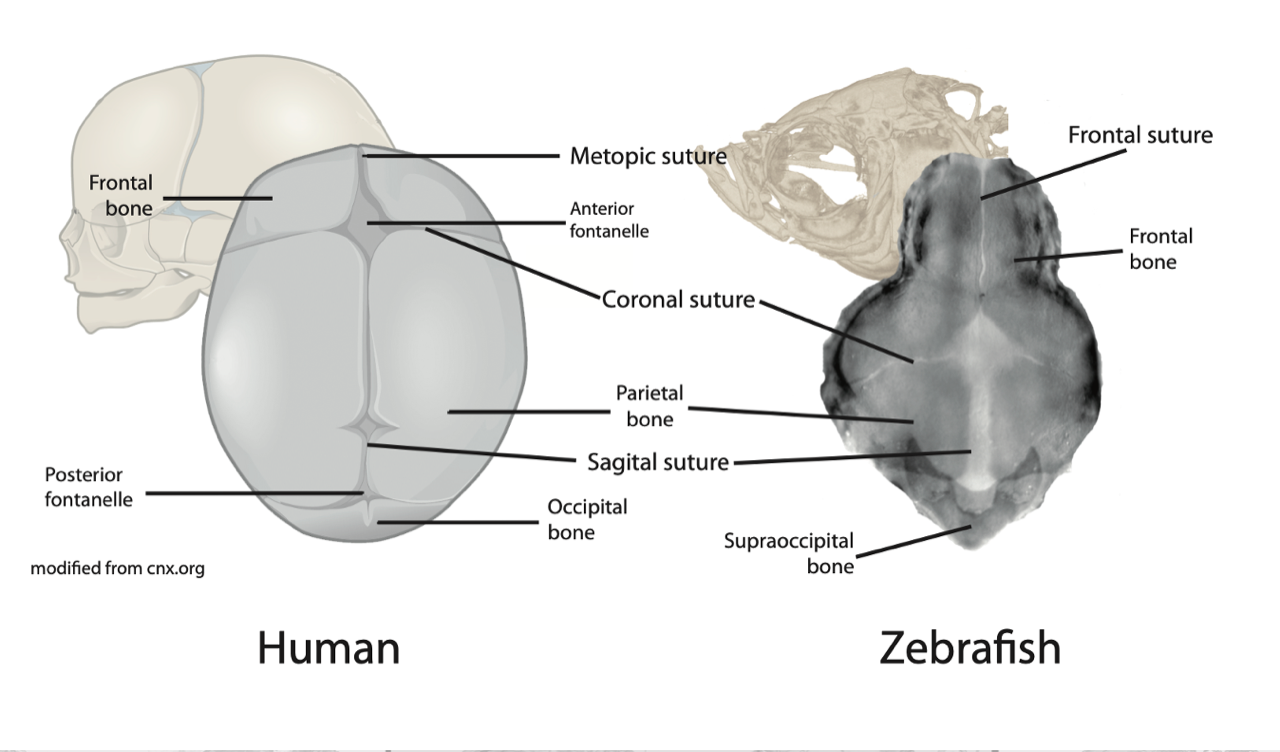 Metopic suture
Frontal suture
Frontal
bone
Anterior
fontanelle
Frontal
bone
Coronal suture
Parietal
bone
Sagital suture
Posterior
fontanelle
Occipital
bone
Supraoccipital
bone
modified from cnx.org
Human
Zebrafish